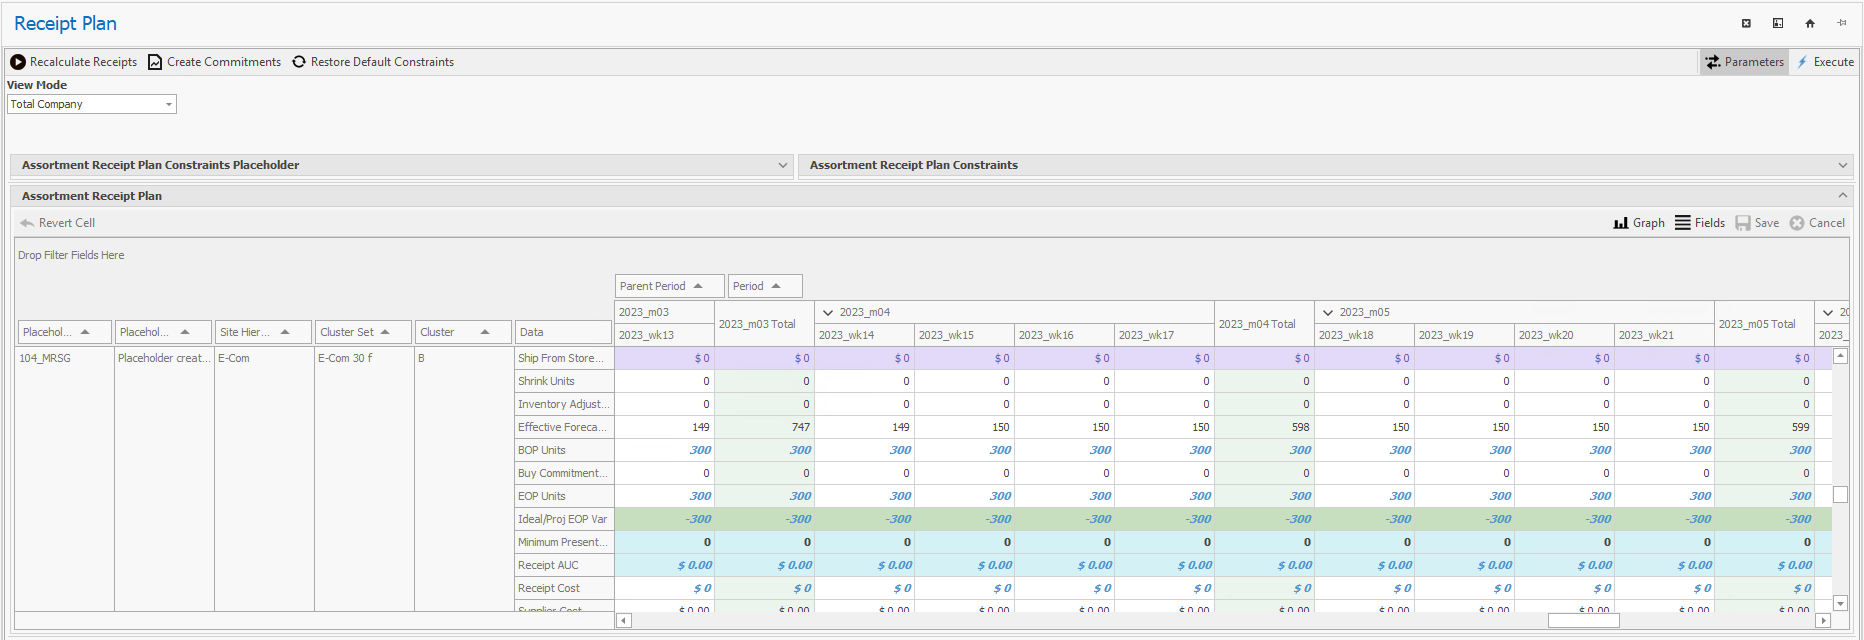 Receipt Plan
Recalculate Receipts Create Commitments Restore Default Constraints Parameters Execute
View Mode
Total Company
Assortment Receipt Plan Constraints Placeholder Assortment Receipt Plan Constraints
Assortment Receipt Plan
Revert Cell Graph Fields Save Cancel
Drop Filter Fields Here
Parent Period Period
2023_m03 2023_m03 Total 2023_m04 2023_m04 Total 2023_m05 2023_m05 Total 20
Placehol... Placehol... Site Hier... Cluster Set Cluster Data 2023_wk13 2023_wk14 2023_wk15 2023_wk16 2023_wk17 2023_wk18 2023_wk19 2023_wk20 2023_wk21 2023_
104_MRSG Placeholder creat... E-Com E-Com 30 f B Ship From Store... $ 0 $ 0 $ 0 $ 0 $ 0 $ 0 $ 0 $ 0 $ 0 $ 0 $ 0 $ 0
Shrink Units 0 0 0 0 0 0 0 0 0 0 0 0
Inventory Adjust... 0 0 0 0 0 0 0 0 0 0 0 0
Effective Foreca... 149 747 149 150 150 150 598 150 150 150 150 599
BOP Units 300 300 300 300 300 300 300 300 300 300 300 300
Buy Commitment... 0 0 0 0 0 0 0 0 0 0 0 0
EOP Units 300 300 300 300 300 300 300 300 300 300 300 300
Ideal/Proj EOP Var -300 -300 -300 -300 -300 -300 -300 -300 -300 -300 -300 -300
Minimum Present... 0 0 0 0 0 0 0 0 0 0 0 0
Receipt AUC $ 0.00 $ 0.00 $ 0.00 $ 0.00 $ 0.00 $ 0.00 $ 0.00 $ 0.00 $ 0.00 $ 0.00 $ 0.00 $ 0.00
Receipt Cost $ 0 $ 0 $ 0 $ 0 $ 0 $ 0 $ 0 $ 0 $ 0 $ 0 $ 0 $ 0
Supplier Cost $ 0.00 $ 0.00 $ 0.00 $ 0.00 $ 0.00 $ 0.00 $ 0.00 $ 0.00 $ 0.00 $ 0.00 $ 0.00 $ 0.00